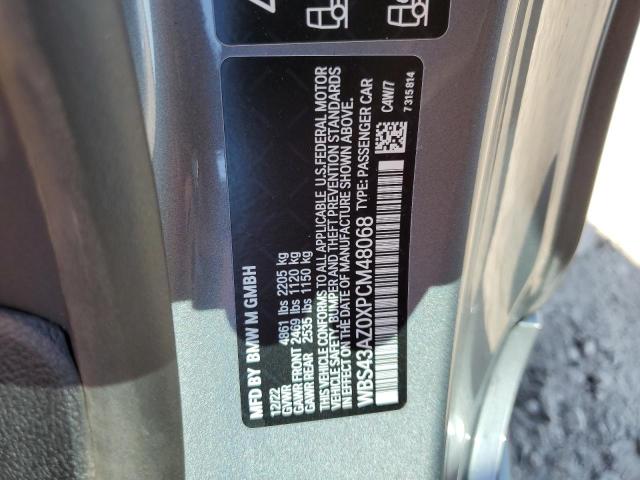 MFD BY BMW M GMBH
12/22
GVWR 4861 lbs 2205 kg
GAWR FRONT 2469 lbs 1120 kg
GAWR REAR 2535 lbs 1150 kg
THIS VEHICLE CONFORMS TO ALL APPLICABLE U.S.FEDERAL MOTOR
VEHICLE SAFETY, BUMPER AND THEFT PREVENTION STANDARDS
IN EFFECT ON THE DATE OF MANUFACTURE SHOWN ABOVE.
WBS43AZ0XPCM48068 TYPE: PASSENGER CAR
C4W/7
7 315 814